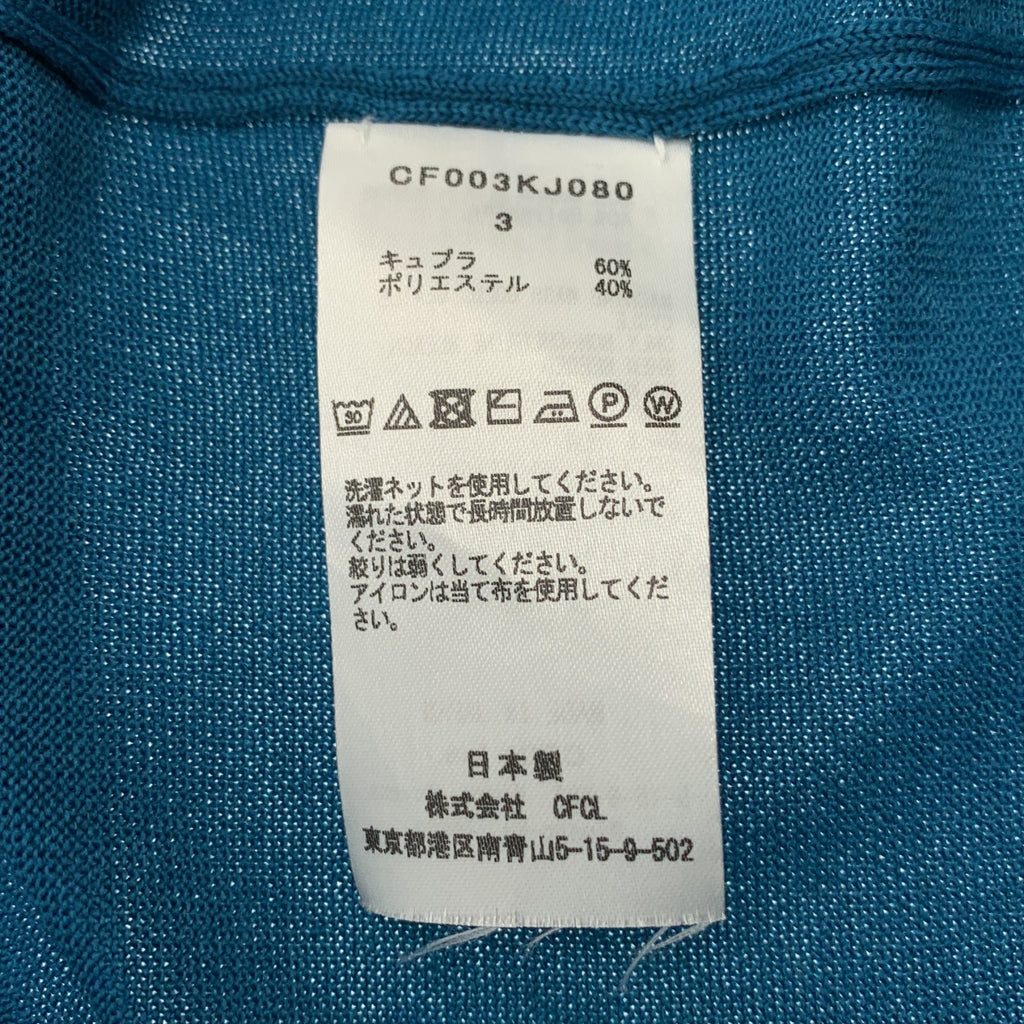 CF003KJ080
3
キュプラ 60%
ポリエステル 40%
30 P W
洗濯ネットを使用してください。
濡れた状態で長時間放置しないで
ください。
絞りは弱くしてください。
アイロンは当て布を使用してくだ
さい。
日本製
株式会社 CFCL
東京都港区南青山5-15-9-502